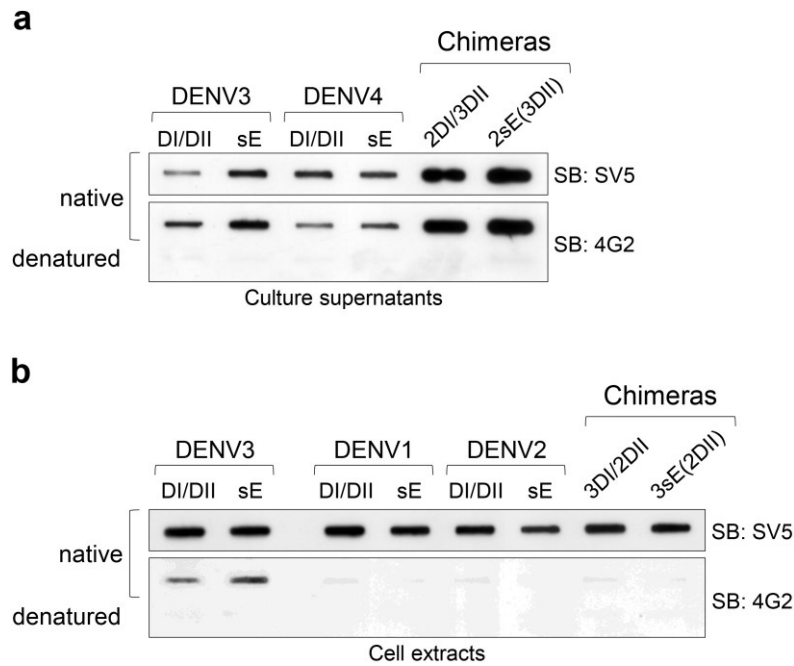 a
Chimeras
DENV3 DENV4
DI/DII sE DI/DII sE 2DI/3DII 2sE(3DII)
native
SB: SV5
SB: 4G2
denatured
Culture supernatants
b
Chimeras
DENV3 DENV1 DENV2
DI/DII sE DI/DII sE DI/DII sE 3DI/2DII 3sE(2DII)
native
SB: SV5
SB: 4G2
denatured
Cell extracts